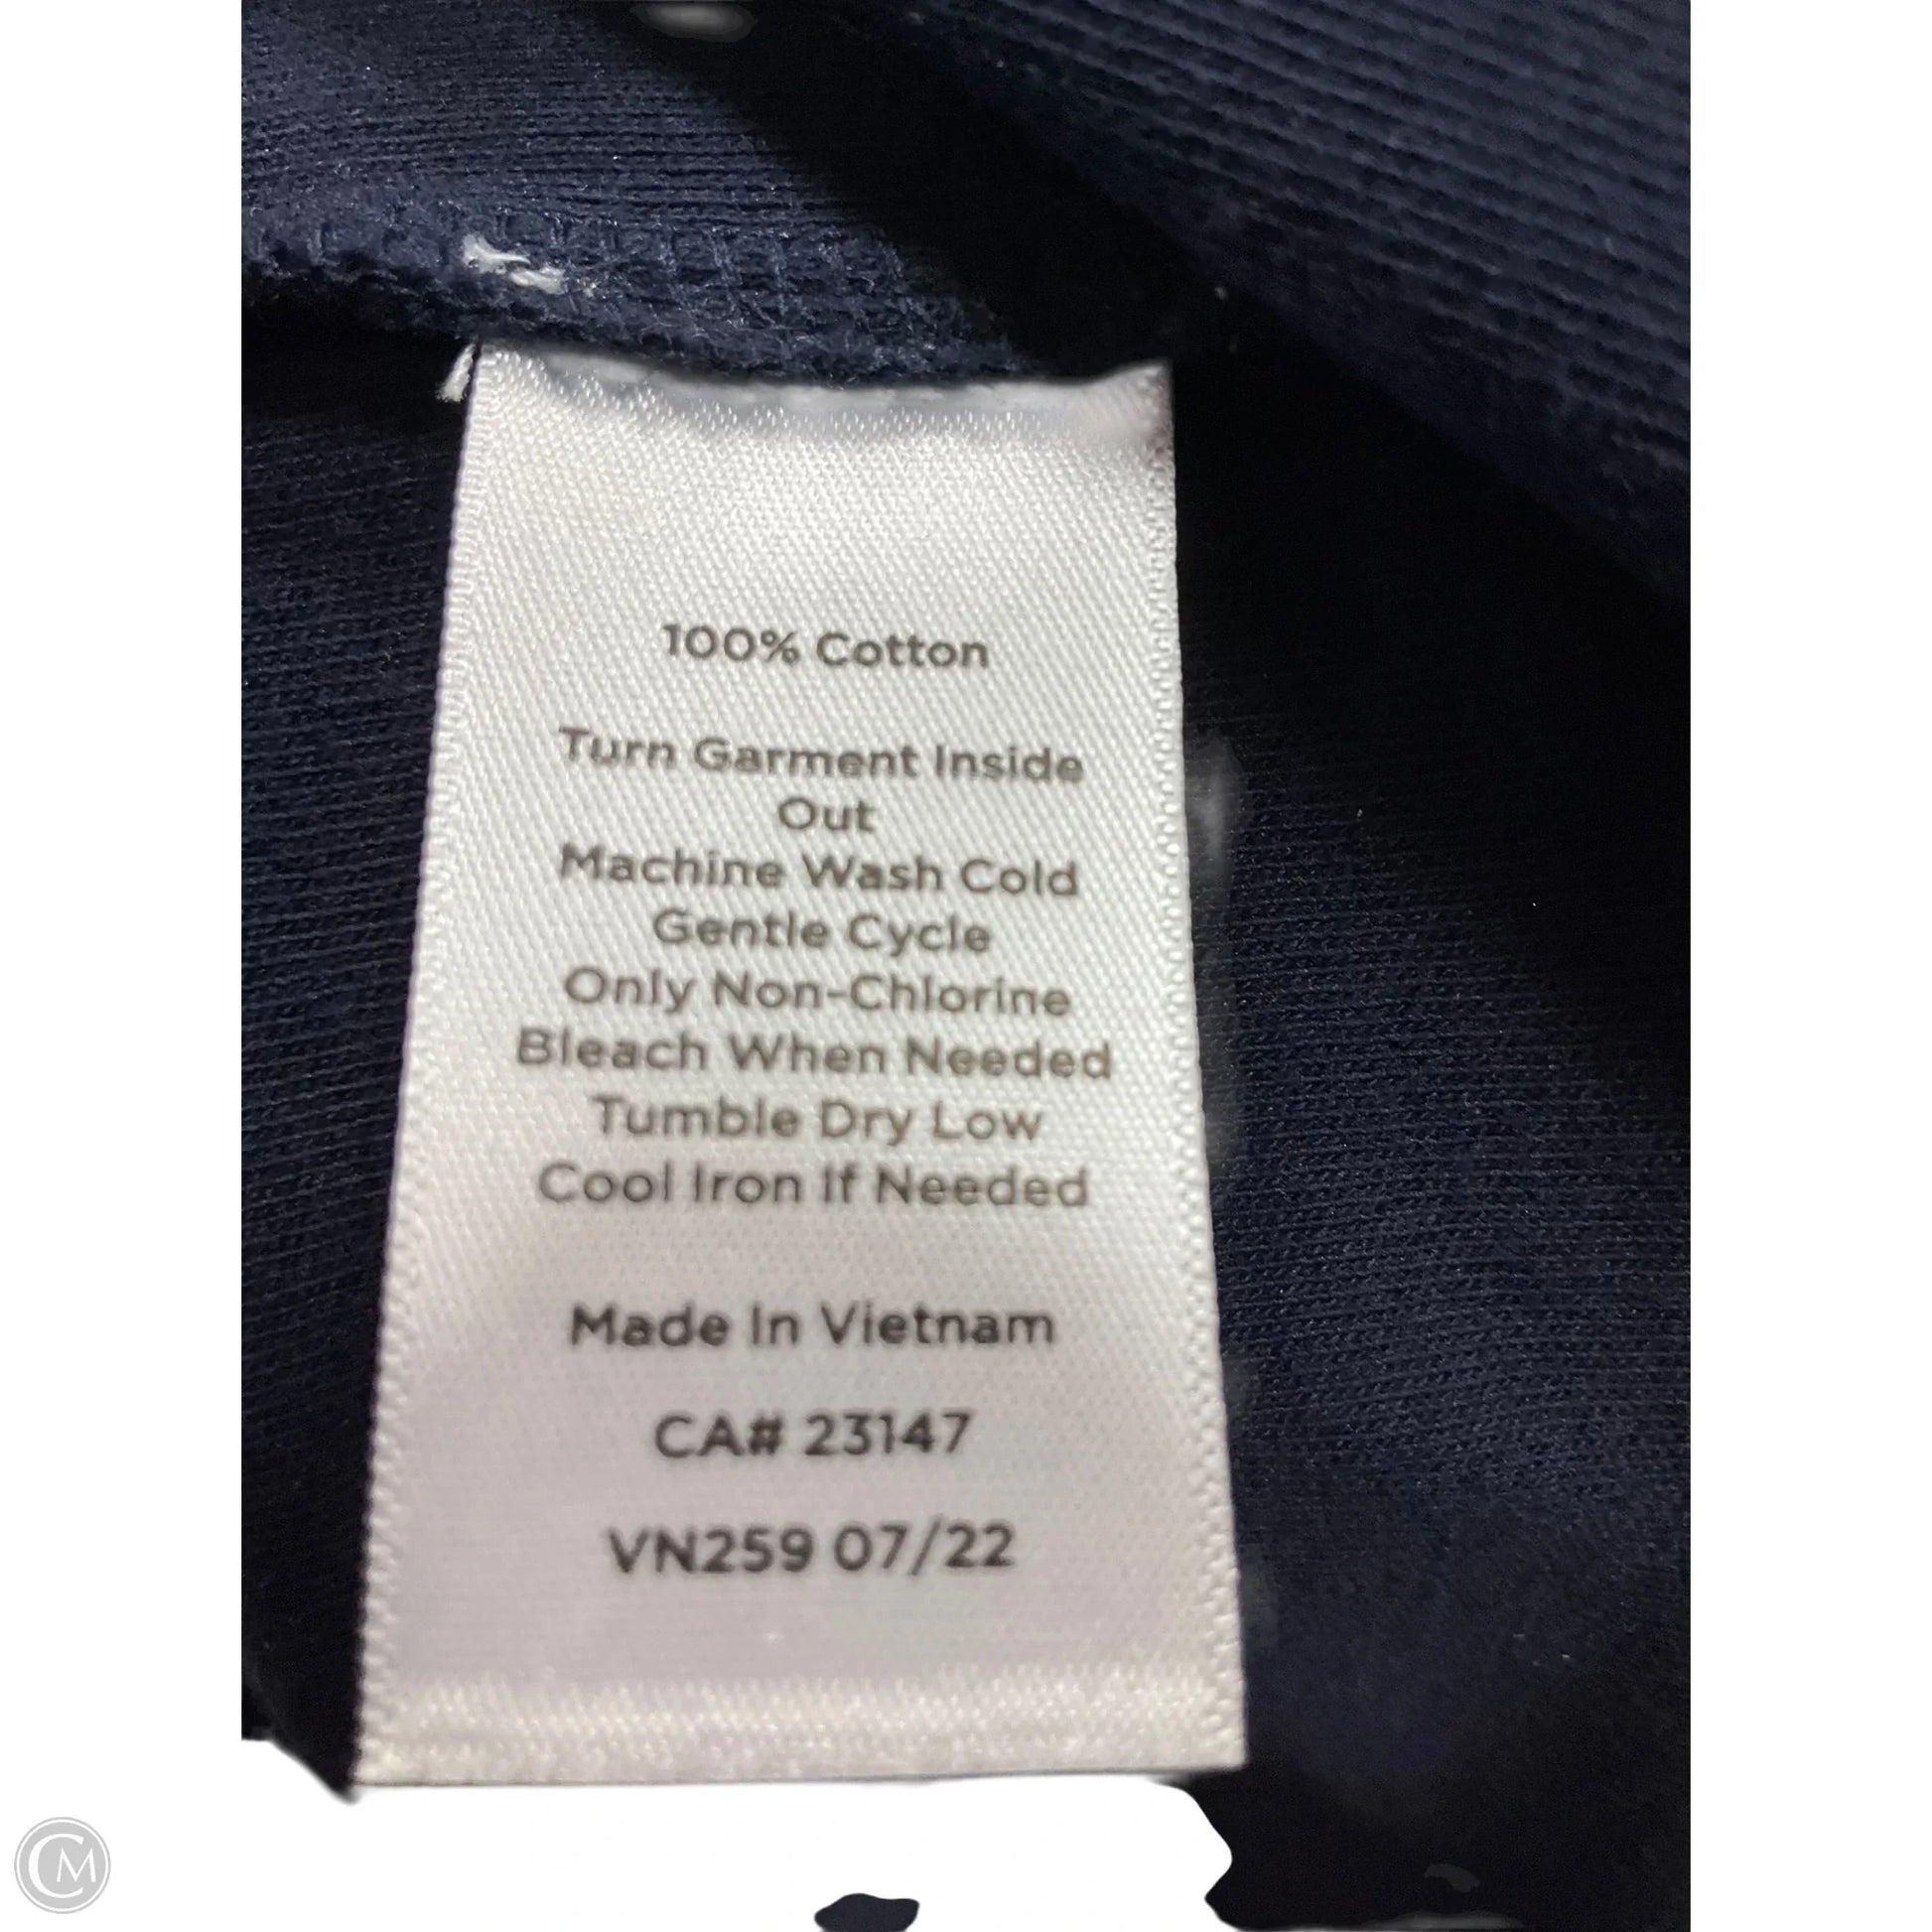 100% Cotton
Turn Garment Inside
Out
Machine Wash Cold
Gentle Cycle
Only Non-Chlorine
Bleach When Needed
Tumble Dry Low
Cool Iron If Needed
Made In Vietnam
CA# 23147
VN259 07/22
CM